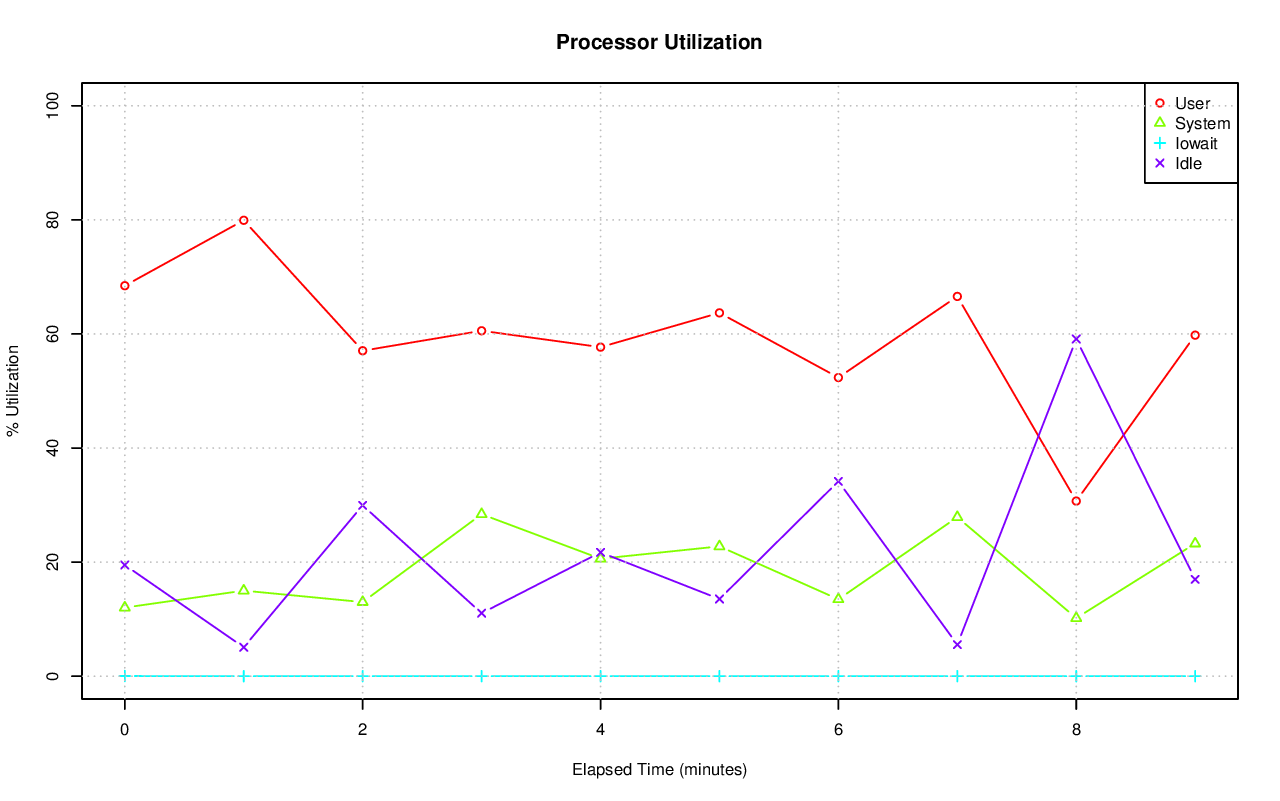 Processor Utilization
User
System
Iowait
Idle
% Utilization
100
80
60
40
20
0
0 2 4 6 8
Elapsed Time (minutes)